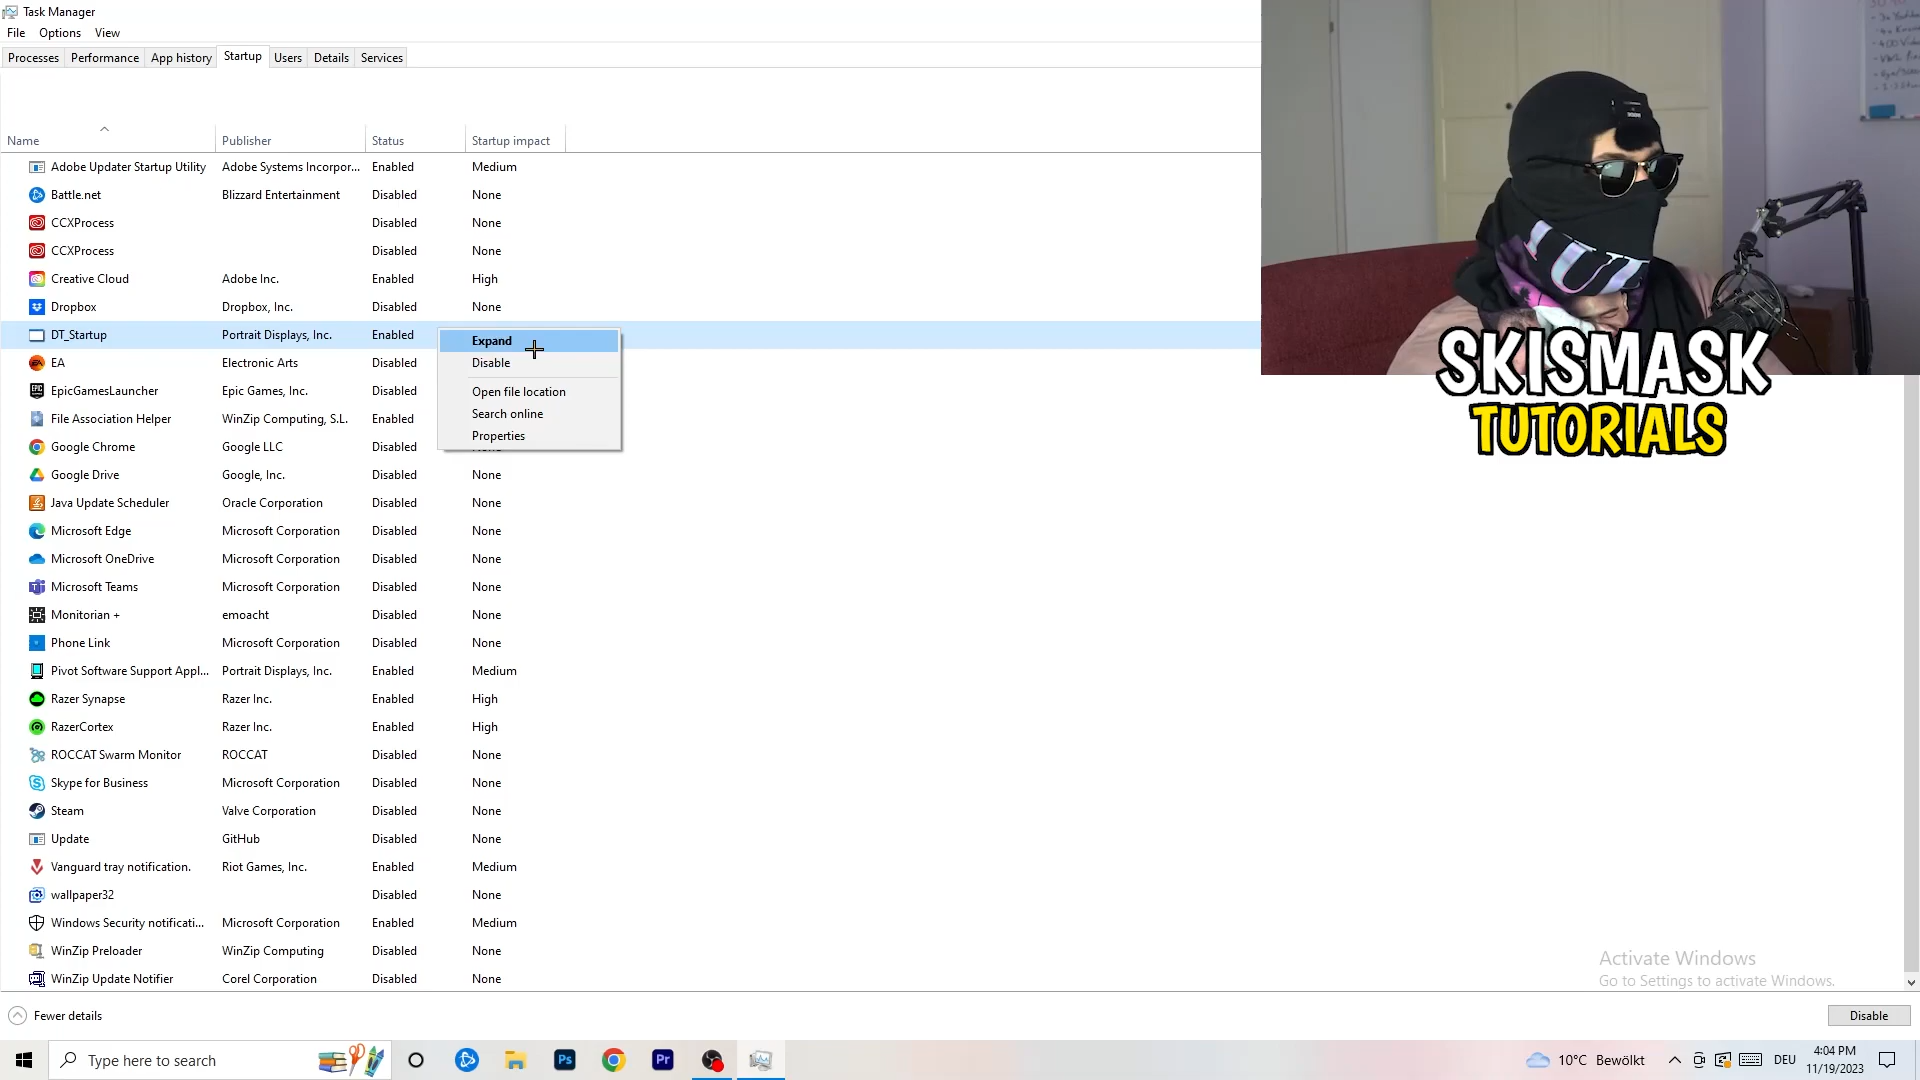 Task Manager
File Options View
Processes Performance App history Startup Users Details Services
Name Publisher Status Startup impact
Adobe Updater Startup Utility Adobe Systems Incorpor... Enabled Medium
Battle.net Blizzard Entertainment Disabled None
CCXProcess Disabled None
CCXProcess Disabled None
Creative Cloud Adobe Inc. Enabled High
Dropbox Dropbox, Inc. Disabled None
DT_Startup Portrait Displays, Inc. Enabled
EA Electronic Arts Disabled
EpicGamesLauncher Epic Games, Inc. Disabled
File Association Helper WinZip Computing, S.L. Enabled
Google Chrome Google LLC Disabled
Google Drive Google, Inc. Disabled None
Java Update Scheduler Oracle Corporation Disabled None
Microsoft Edge Microsoft Corporation Disabled None
Microsoft OneDrive Microsoft Corporation Disabled None
Microsoft Teams Microsoft Corporation Disabled None
Monitorian + emoacht Disabled None
Phone Link Microsoft Corporation Disabled None
Pivot Software Support Appl... Portrait Displays, Inc. Enabled Medium
Razer Synapse Razer Inc. Enabled High
RazerCortex Razer Inc. Enabled High
ROCCAT Swarm Monitor ROCCAT Disabled None
Skype for Business Microsoft Corporation Disabled None
Steam Valve Corporation Disabled None
Update GitHub Disabled None
Vanguard tray notification. Riot Games, Inc. Enabled Medium
wallpaper32 Disabled None
Windows Security notificati... Microsoft Corporation Enabled Medium
WinZip Preloader WinZip Computing Disabled None
WinZip Update Notifier Corel Corporation Disabled None
Expand
Disable
Open file location
Search online
Properties
SKISMASK
TUTORIALS
Activate Windows
Go to Settings to activate Windows.
Fewer details
Disable
Type here to search
Ps
Pr
10°C Bewölkt
DEU
4:04 PM
11/19/2023